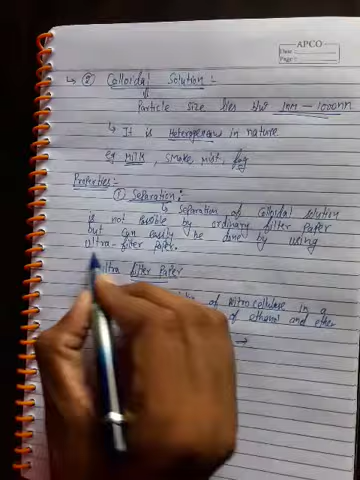 APCO
Date :
Page :
↳ ② Colloidal Solution :-
Particle size lies b/w 1nm - 1000nm
↳ It is Heterogenous in nature
eg Milk, smoke, mist, fog
Properties :-
① Separation :-
↳ Separation of Colloidal solution
is not possible by ordinary filter paper
but can easily be done by using
ultra-filter paper.
filter Paper
of Nitrocellulose in a
of ethanol and ether
→